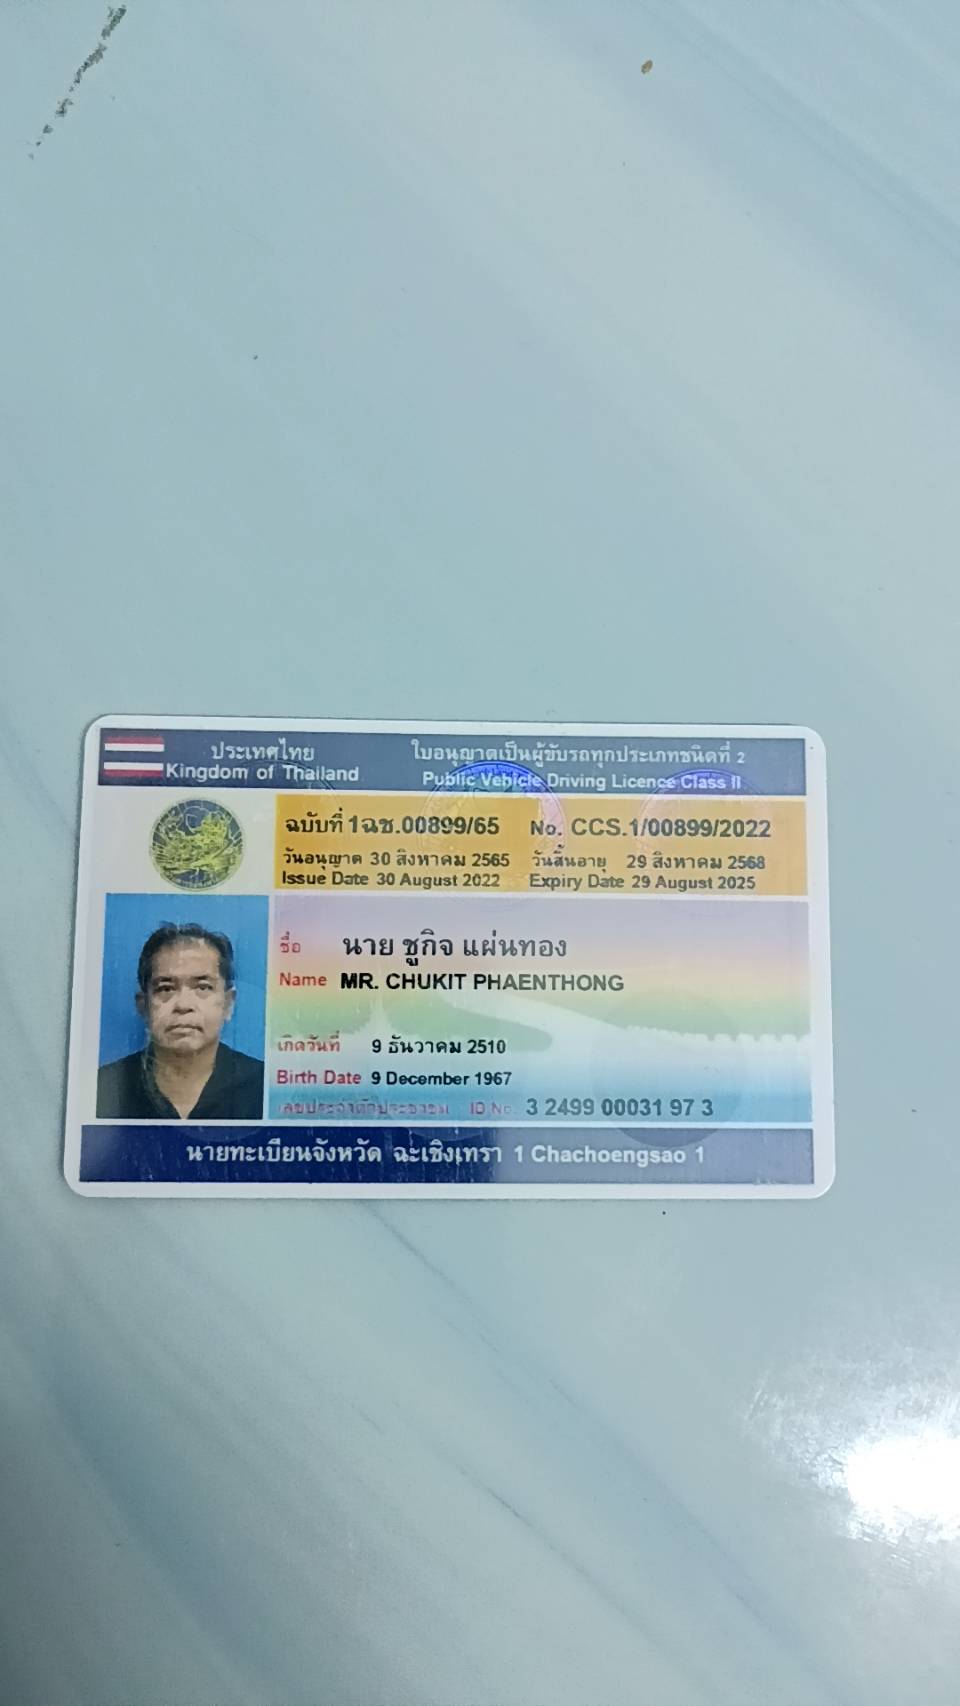 ประเทศไทย
Kingdom of Thailand
ใบอนุญาตเป็นผู้ขับรถทุกประเภทชนิดที่ 2
Public Vehicle Driving Licence Class II
ฉบับที่ 1ฉช.00899/65 No. CCS.1/00899/2022
วันอนุญาต 30 สิงหาคม 2565 วันสิ้นอายุ 29 สิงหาคม 2568
Issue Date 30 August 2022 Expiry Date 29 August 2025
ชื่อ นาย ชูกิจ แผ่นทอง
Name MR. CHUKIT PHAENTHONG
เกิดวันที่ 9 ธันวาคม 2510
Birth Date 9 December 1967
เลขประจำตัวประชาชน ID No. 3 2499 00031 97 3
นายทะเบียนจังหวัด ฉะเชิงเทรา 1 Chachoengsao 1